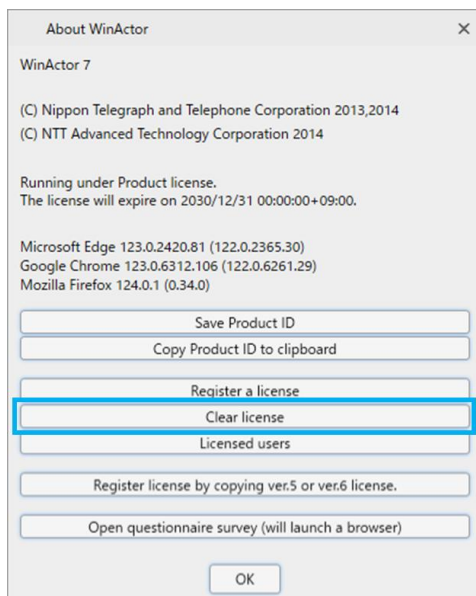 About WinActor
WinActor 7
(C) Nippon Telegraph and Telephone Corporation 2013,2014
(C) NTT Advanced Technology Corporation 2014
Running under Product license.
The license will expire on 2030/12/31 00:00:00+09:00.
Microsoft Edge 123.0.2420.81 (122.0.2365.30)
Google Chrome 123.0.6312.106 (122.0.6261.29)
Mozilla Firefox 124.0.1 (0.34.0)
Save Product ID
Copy Product ID to clipboard
Register a license
Clear license
Licensed users
Register license by copying ver.5 or ver.6 license.
Open questionnaire survey (will launch a browser)
OK